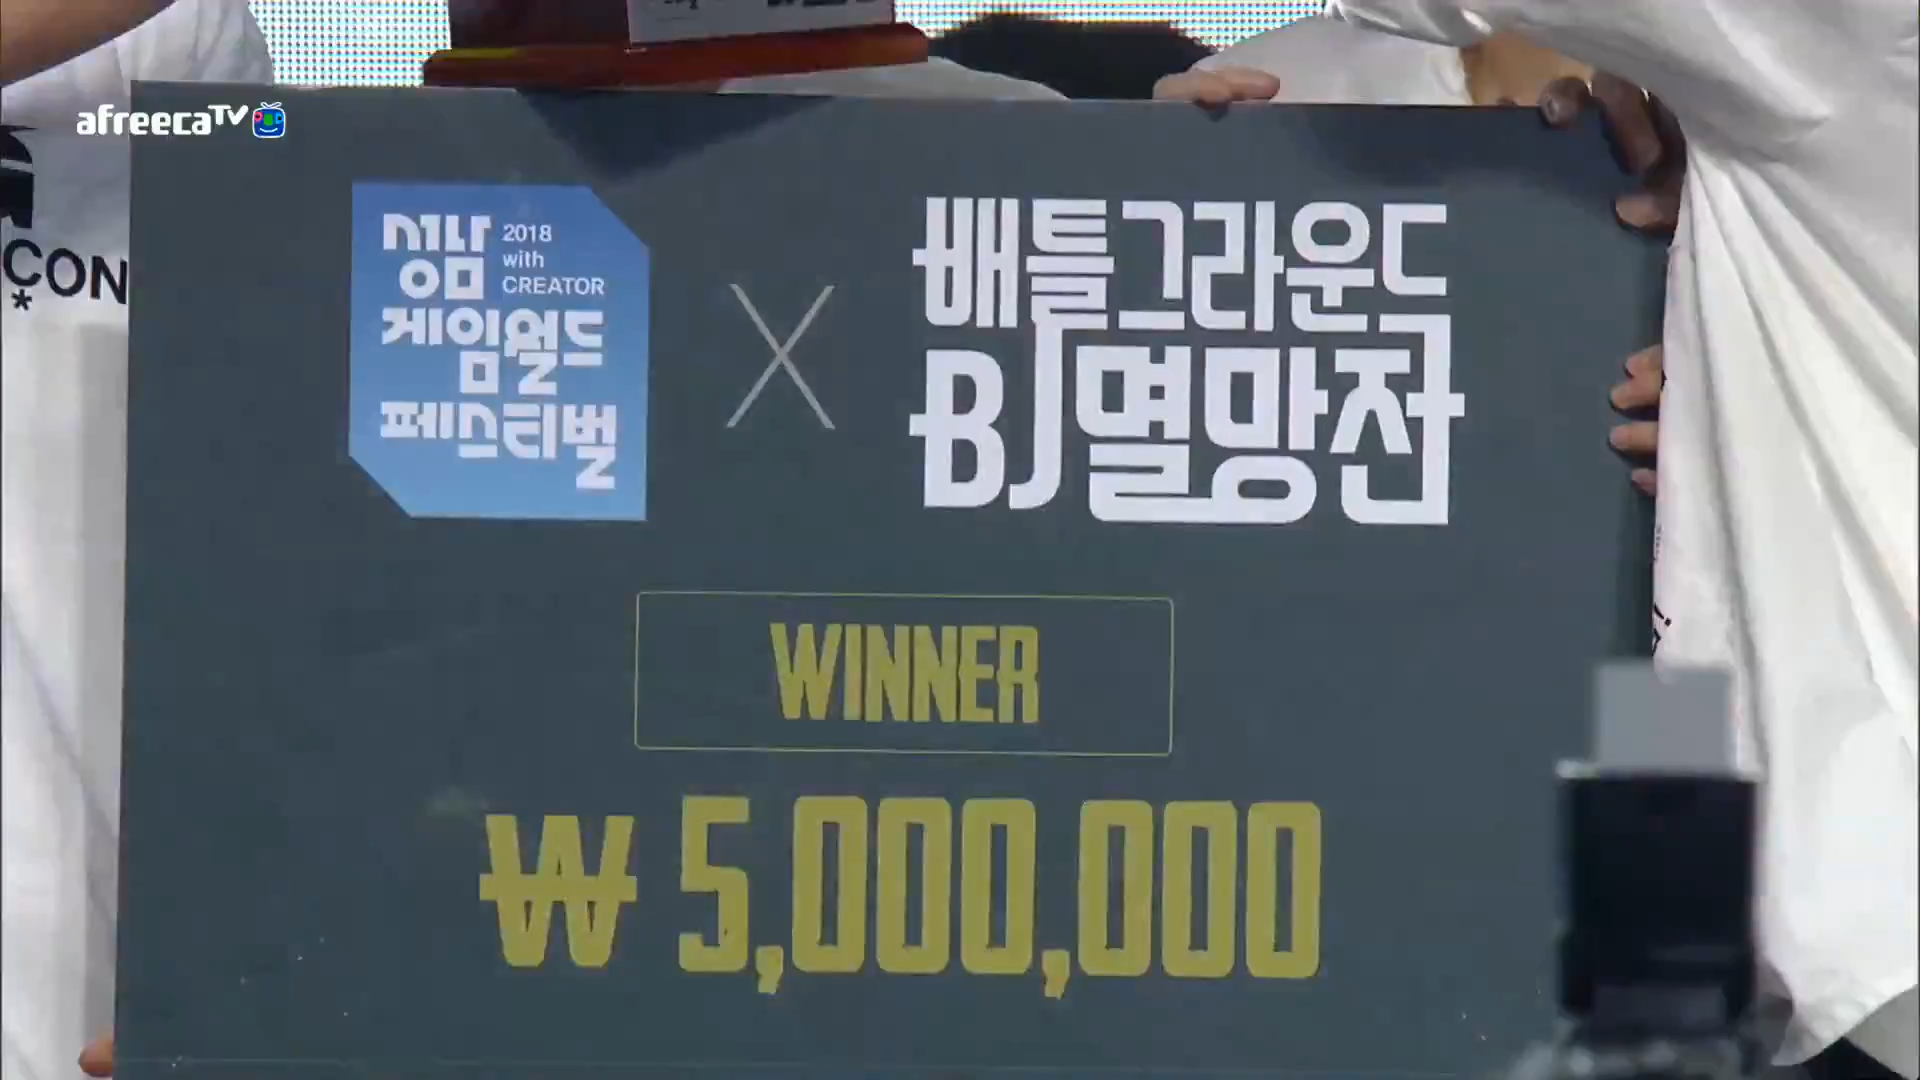 afreecaTV
CON
*
성남
2018
with
CREATOR
게임월드
페스티벌
X
배틀그라운드
BJ멸망전
WINNER
₩ 5,000,000